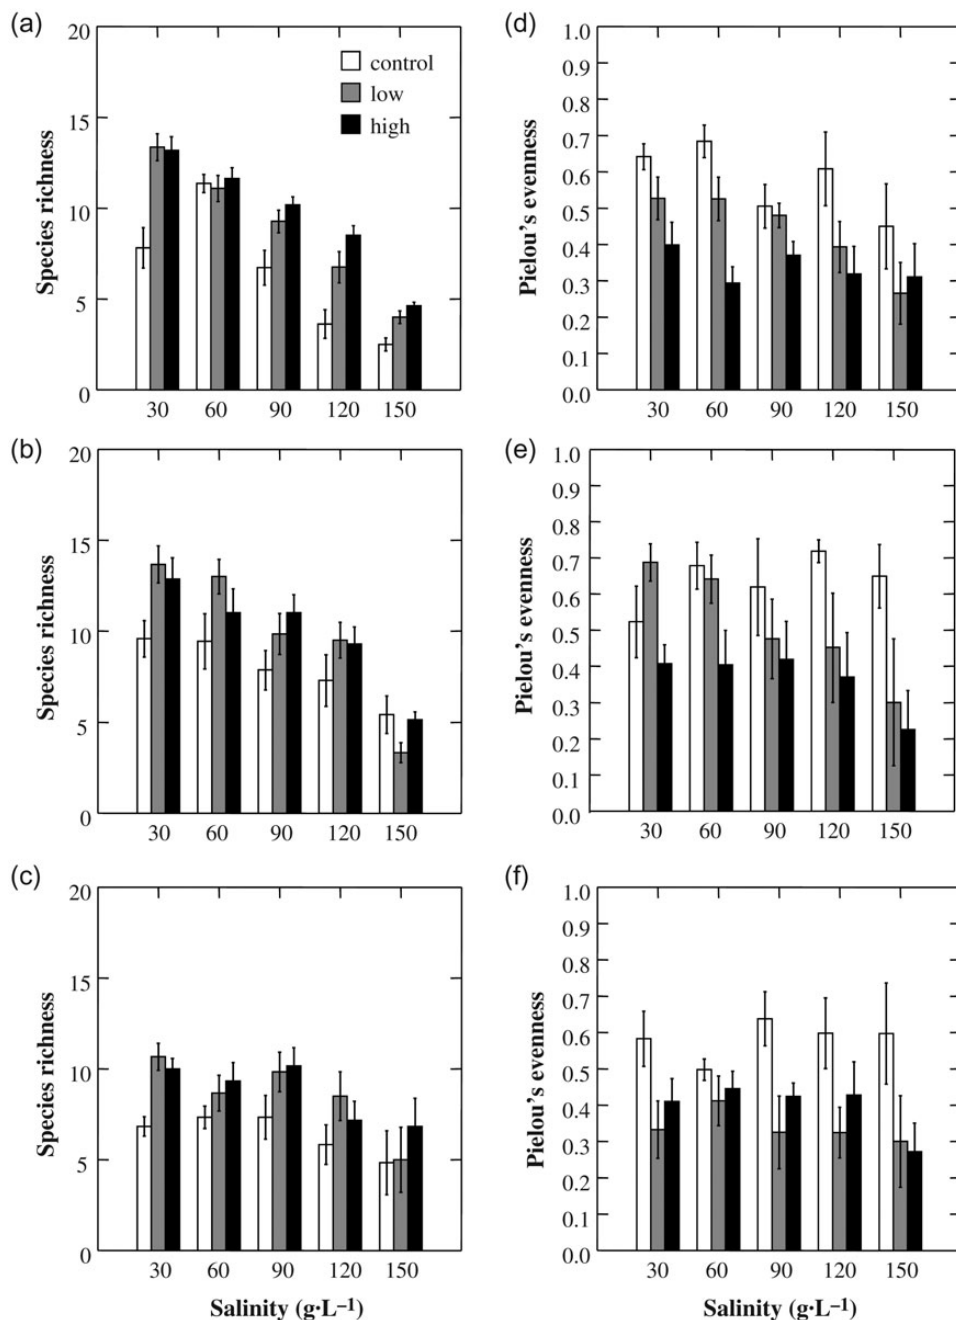 (a)
20
15
10
5
0
Species richness
control
low
high
30 60 90 120 150
(d)
1.0
0.9
0.8
0.7
0.6
0.5
0.4
0.3
0.2
0.1
0.0
Pielou's evenness
30 60 90 120 150
(b)
20
15
10
5
0
Species richness
30 60 90 120 150
(e)
1.0
0.9
0.8
0.7
0.6
0.5
0.4
0.3
0.2
0.1
0.0
Pielou's evenness
30 60 90 120 150
(c)
20
15
10
5
0
Species richness
30 60 90 120 150
Salinity (g·L⁻¹)
(f)
1.0
0.9
0.8
0.7
0.6
0.5
0.4
0.3
0.2
0.1
0.0
Pielou's evenness
30 60 90 120 150
Salinity (g·L⁻¹)